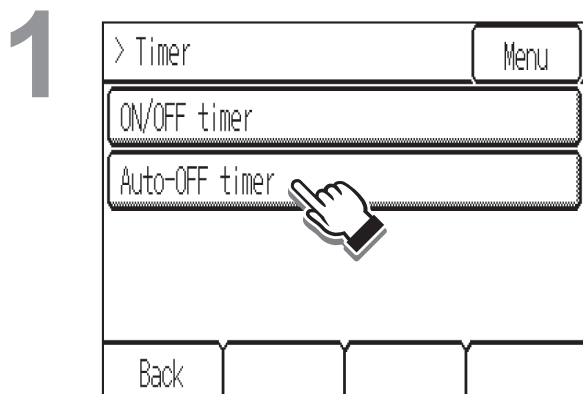 1
> Timer
Menu
ON/OFF timer
Auto-OFF timer
Back